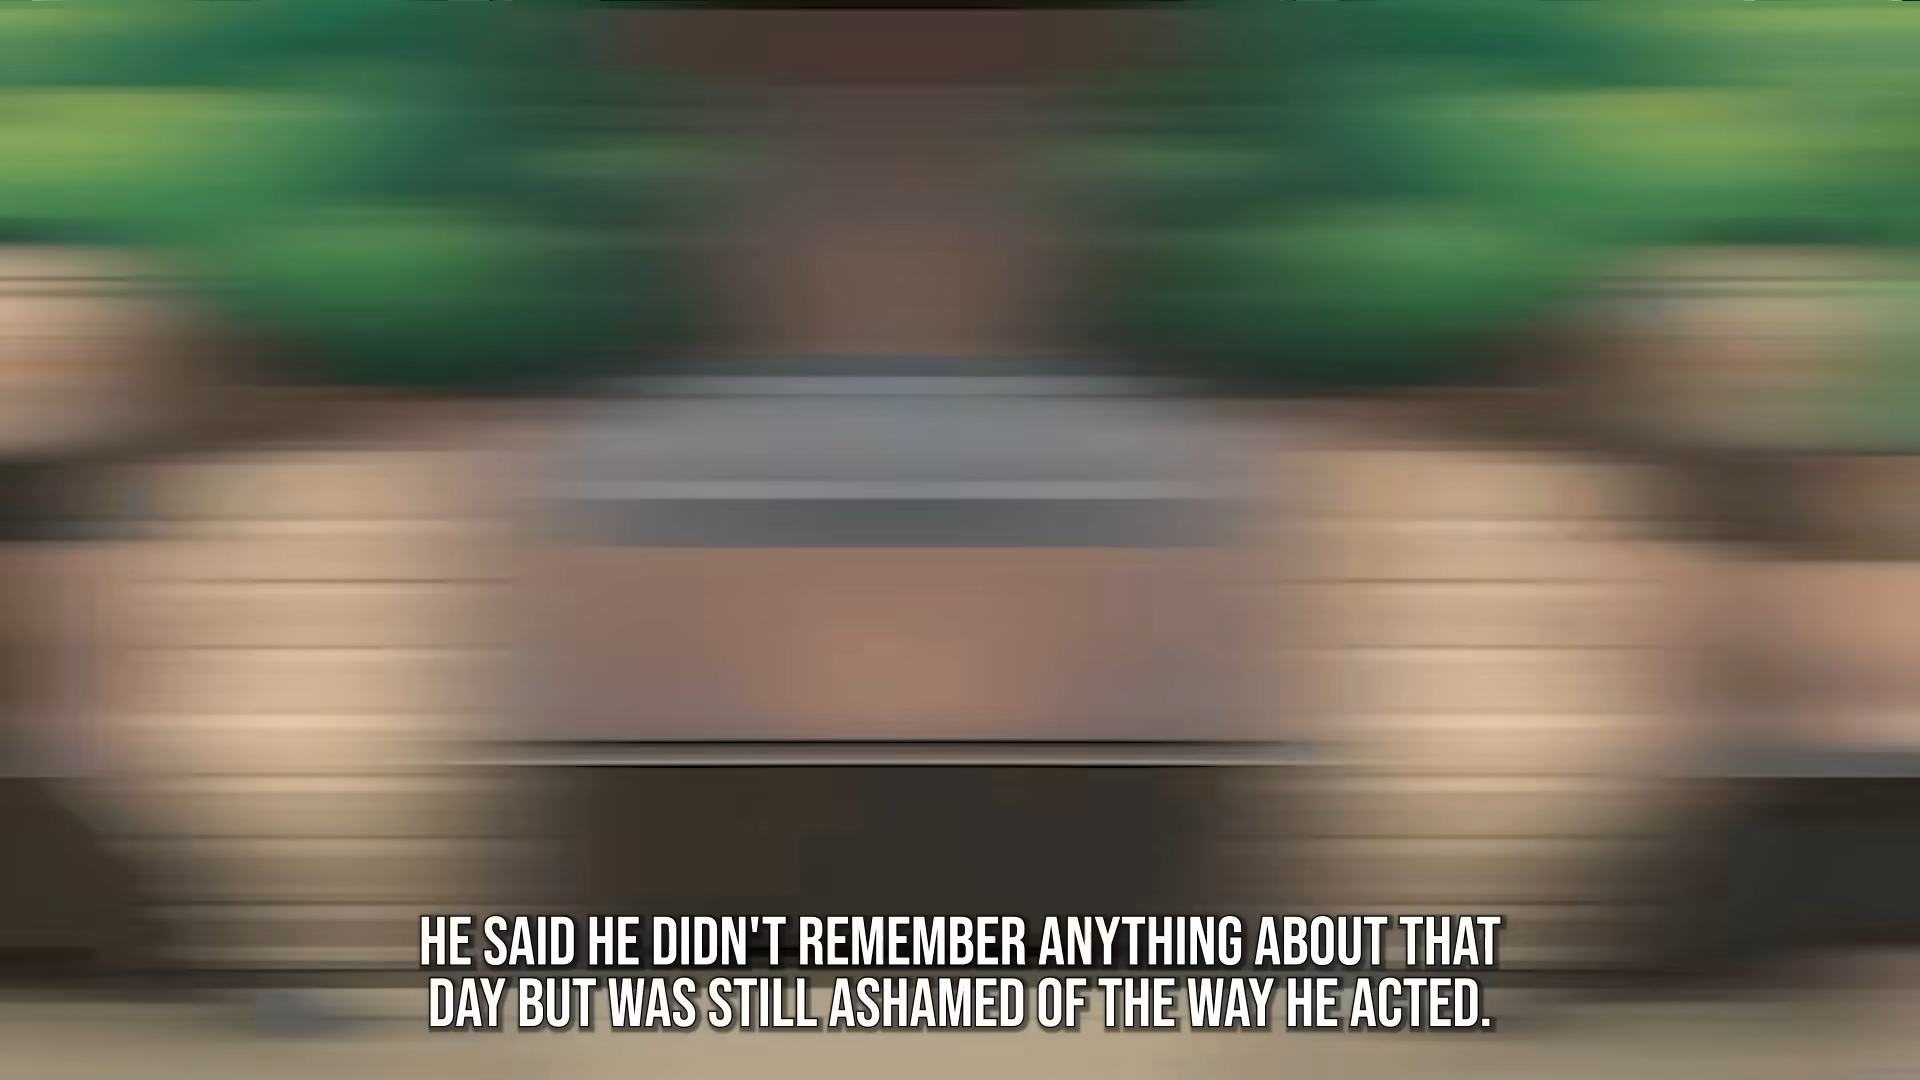 HE SAID HE DIDN'T REMEMBER ANYTHING ABOUT THAT
DAY BUT WAS STILL ASHAMED OF THE WAY HE ACTED.